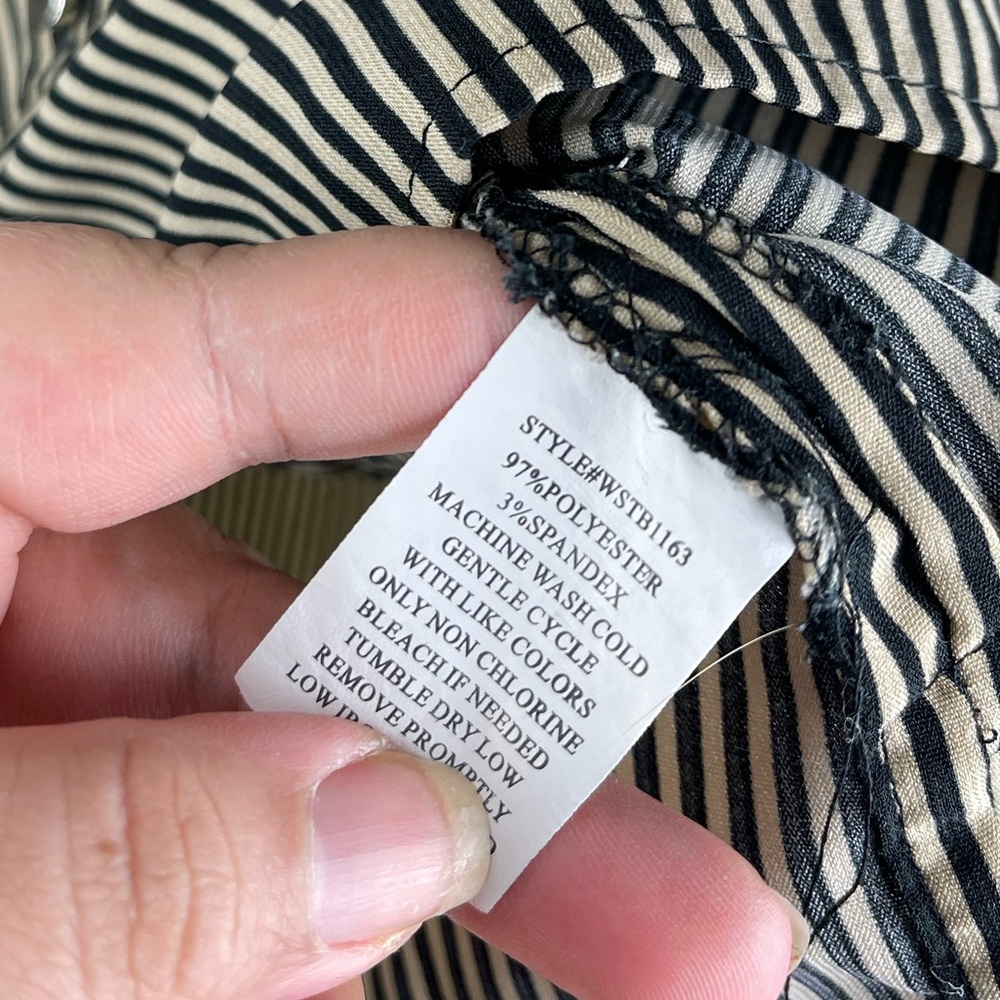 STYLE#WSTB1163
97%POLYESTER
3%SPANDEX
MACHINE WASH COLD
GENTLE CYCLE
WITH LIKE COLORS
ONLY NON CHLORINE
BLEACH IF NEEDED
TUMBLE DRY LOW
REMOVE PROMPTLY
LOW